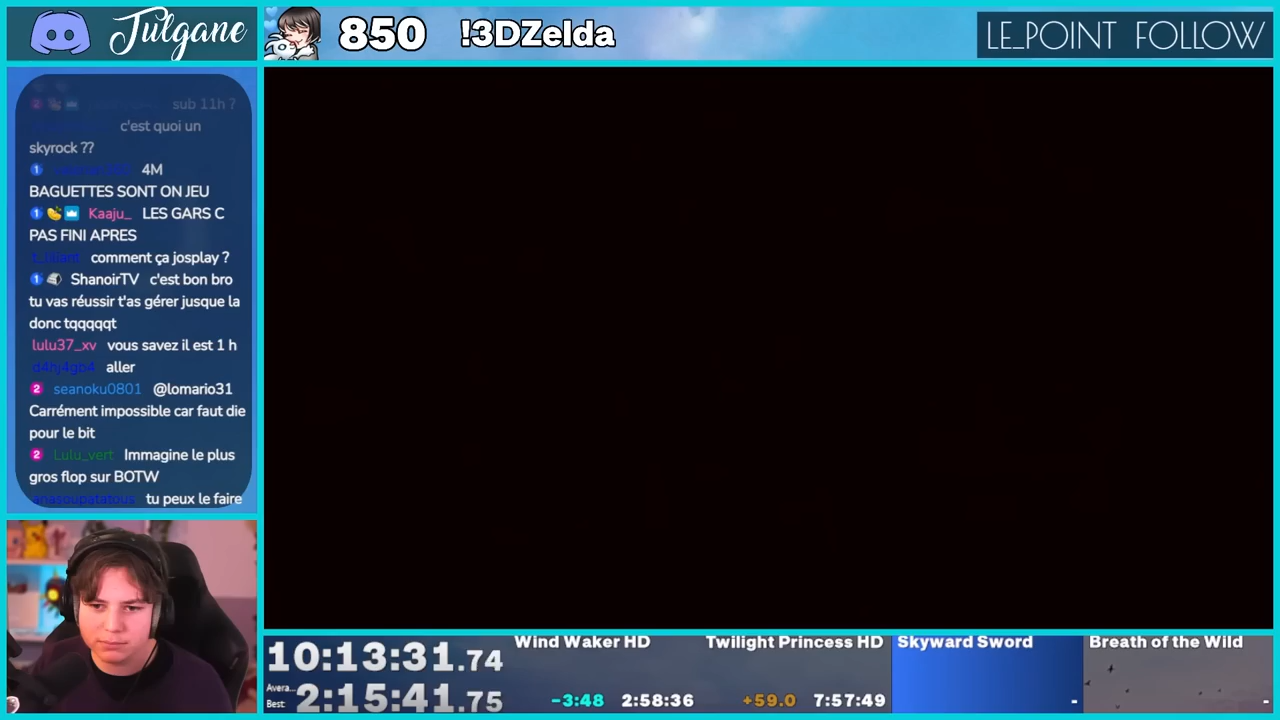 Julgane
850 !3DZelda
LE_POINT FOLLOW
sub 11h ?
c'est quoi un
skyrock ??
4M
BAGUETTES SONT ON JEU
Kaaju_ LES GARS C
PAS FINI APRES
comment ça josplay ?
ShanoirTV c'est bon bro
tu vas réussir t'as gérer jusque la
donc tqqqqqt
lulu37_xv vous savez il est 1 h
d4hj4gb4 aller
seanoku0801 @lomario31
Carrément impossible car faut die
pour le bit
Lulu_vert Immagine le plus
gros flop sur BOTW
anasoupatatous tu peux le faire
10:13:31.74
Avera...
Best:
2:15:41.75
Wind Waker HD
-3:48 2:58:36
Twilight Princess HD
+59.0 7:57:49
Skyward Sword
-
Breath of the Wild
-